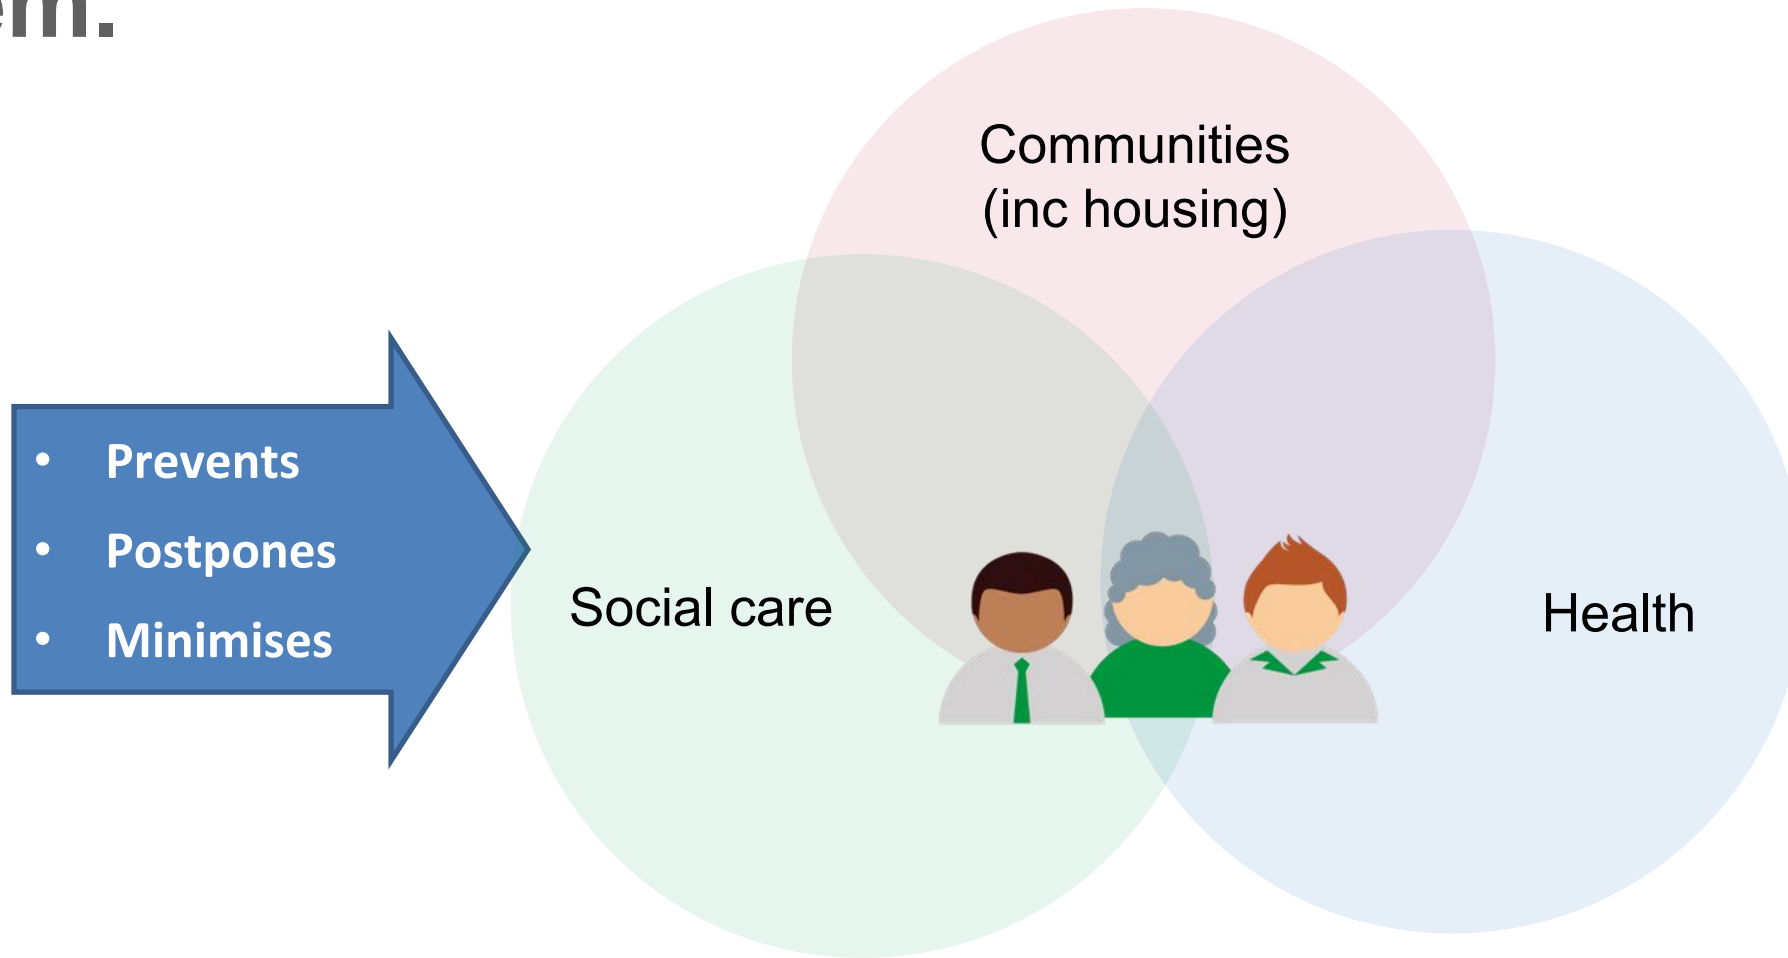 Communities
(inc housing)
• Prevents
• Postpones
• Minimises
Social care
Health